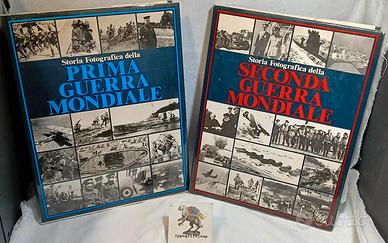 Storia Fotografica della
PRIMA
GUERRA
MONDIALE
Storia Fotografica della
SECONDA
GUERRA
MONDIALE